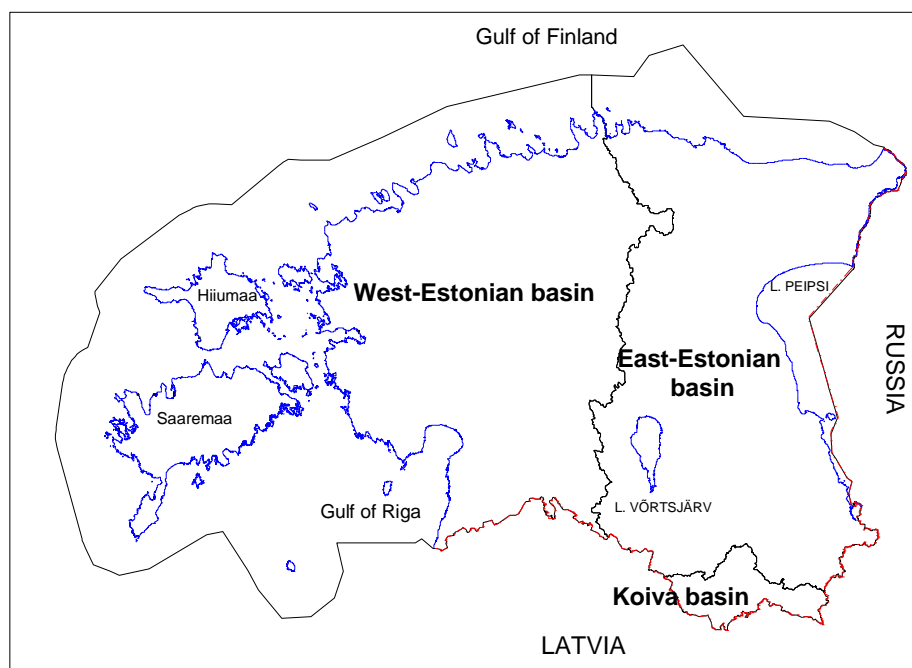 Gulf of Finland
L. PEIPSI
Hiiumaa
West-Estonian basin
RUSSIA
East-Estonian
basin
Saaremaa
L. VÕRTSJÄRV
Gulf of Riga
Koiva basin
LATVIA